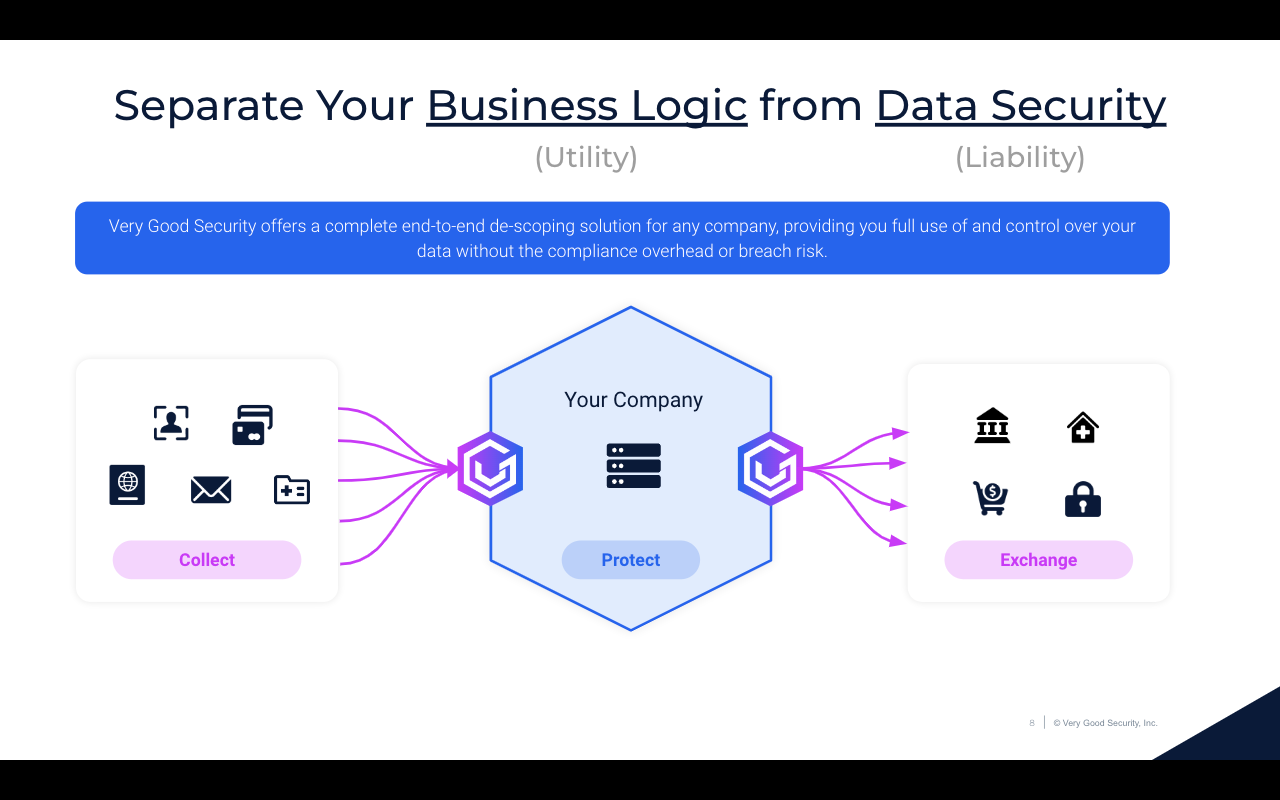 Separate Your Business Logic from Data Security
(Utility) (Liability)
Very Good Security offers a complete end-to-end de-scoping solution for any company, providing you full use of and control over your
data without the compliance overhead or breach risk.
Your Company
Collect
Protect
Exchange
8 © Very Good Security, Inc.